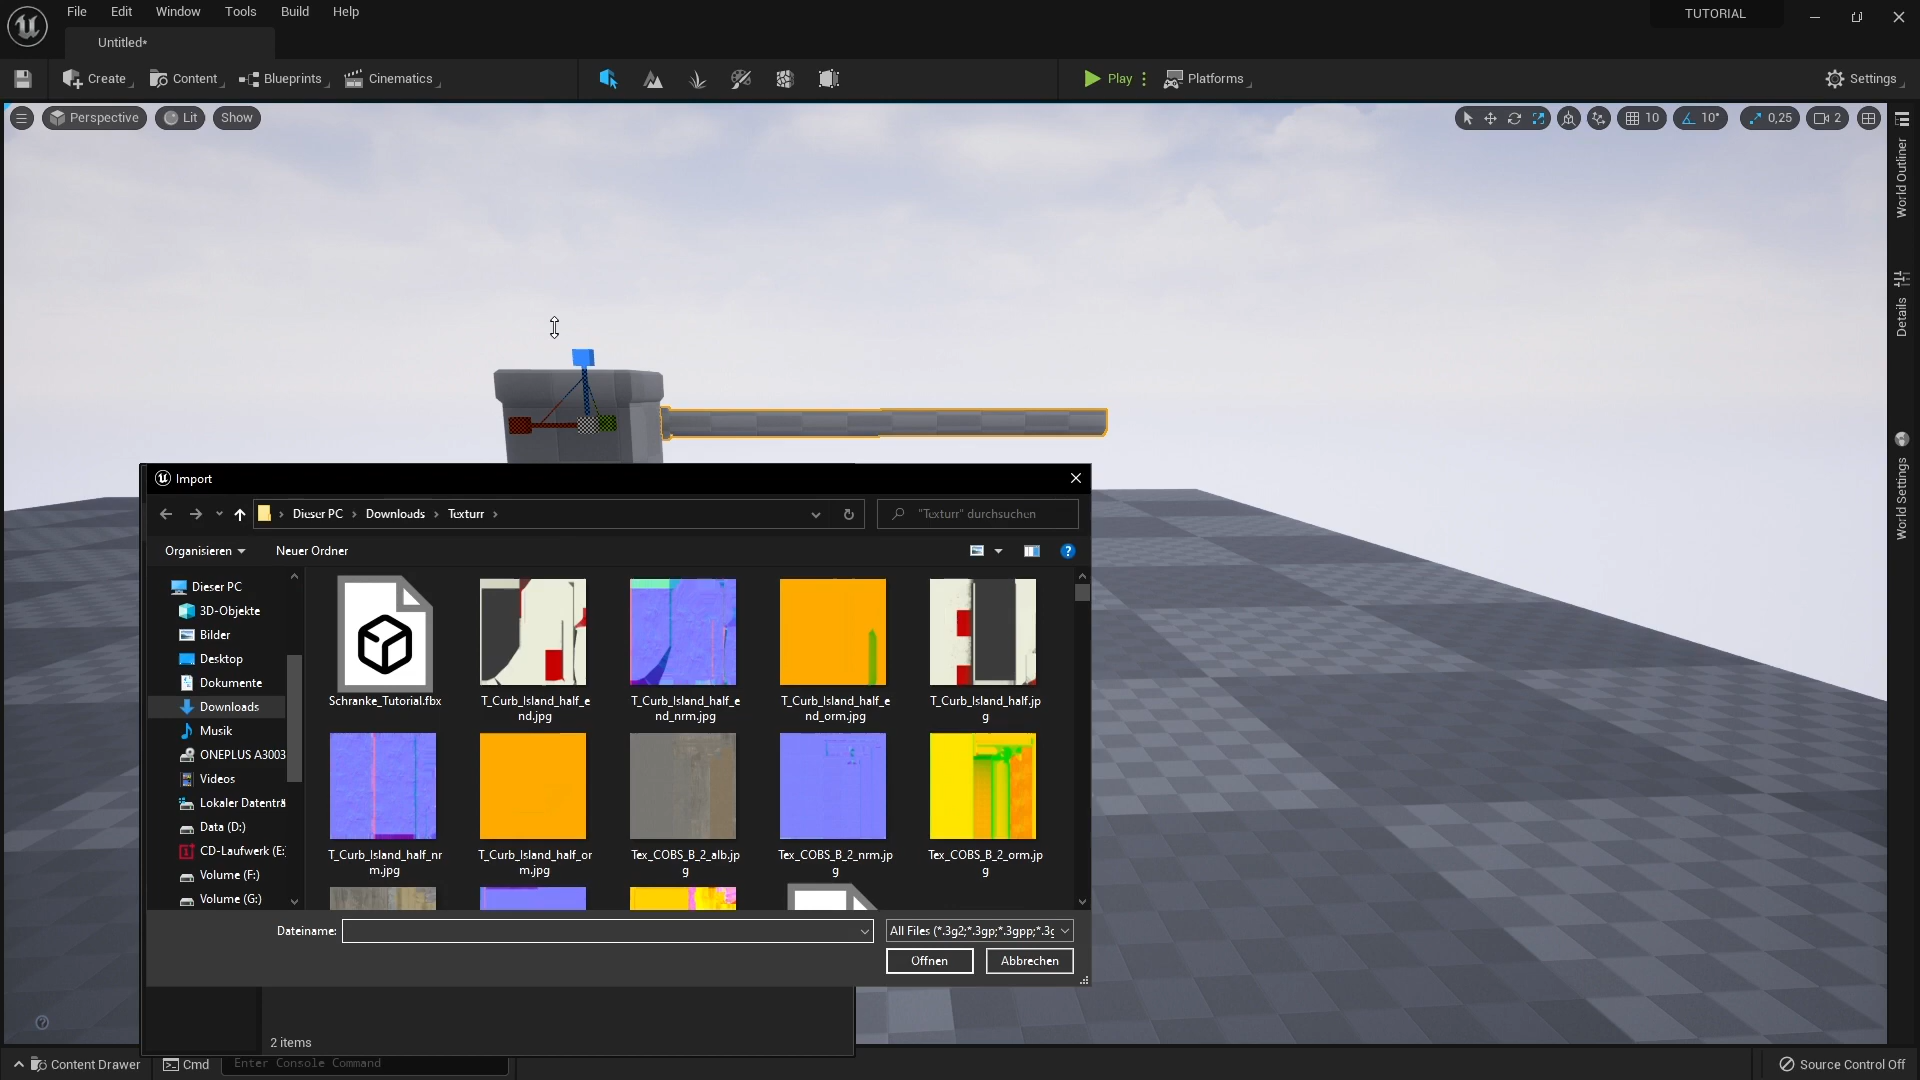 File Edit Window Tools Build Help
TUTORIAL
Untitled*
Create Content Blueprints Cinematics Play Platforms Settings
Perspective Lit Show 10 10° 0,25 2
World Outliner
Details
World Settings
Import
Dieser PC Downloads Texturr
"Texturr" durchsuchen
Organisieren Neuer Ordner
Dieser PC
3D-Objekte
Bilder
Desktop
Dokumente
Downloads
Musik
ONEPLUS A3003
Videos
Lokaler Datenträ
Data (D:)
CD-Laufwerk (E:
Volume (F:)
Volume (G:)
Schranke_Tutorial.fbx
T_Curb_Island_half_e
nd.jpg
T_Curb_Island_half_e
nd_nrm.jpg
T_Curb_Island_half_e
nd_orm.jpg
T_Curb_Island_half.jp
g
T_Curb_Island_half_nr
m.jpg
T_Curb_Island_half_or
m.jpg
Tex_COBS_B_2_alb.jp
g
Tex_COBS_B_2_nrm.jp
g
Tex_COBS_B_2_orm.jp
g
Dateiname:
All Files (*.3g2;*.3gp;*.3gpp;*.3g
Öffnen Abbrechen
2 items
Content Drawer Cmd Enter Console Command Source Control Off